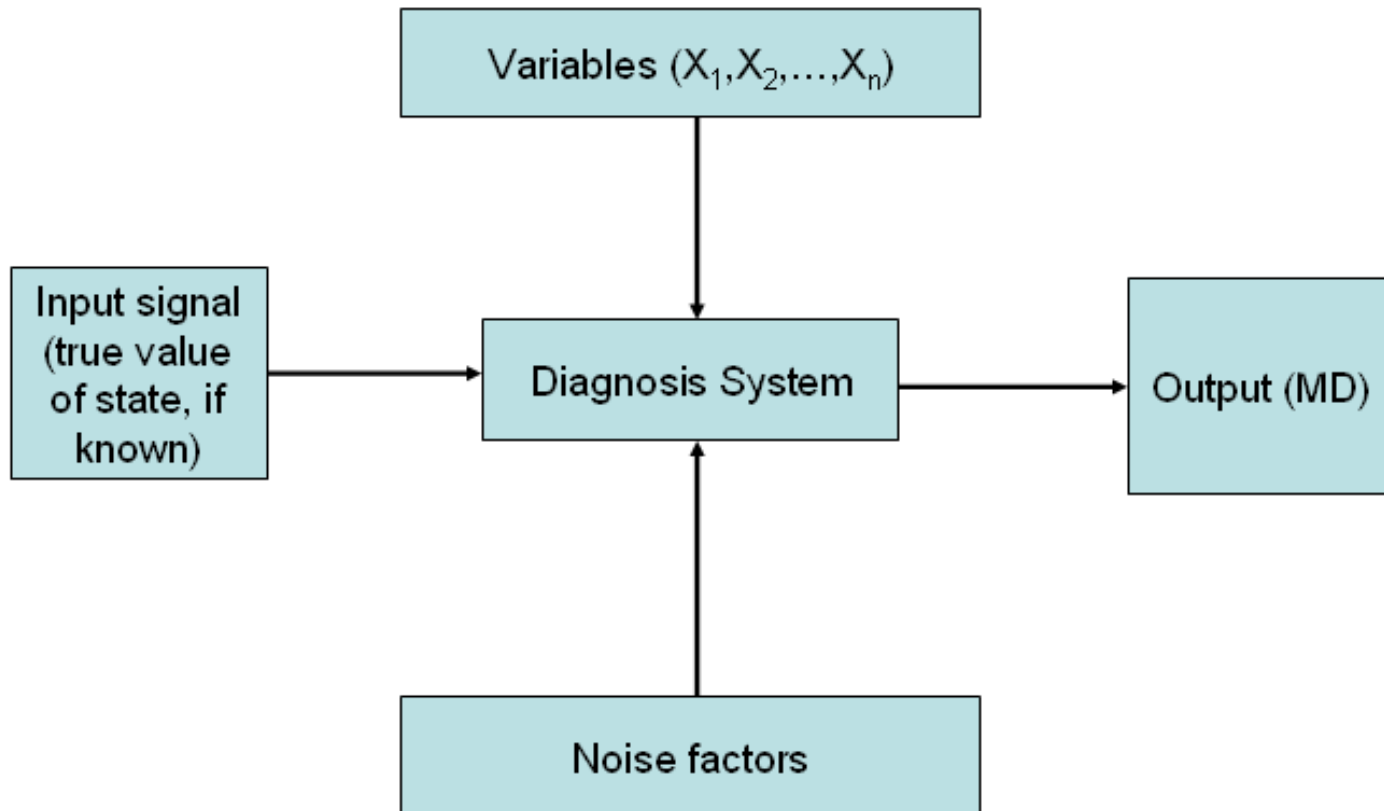 Variables (X₁,X₂,...,Xₙ)
Input signal
(true value
of state, if
known)
Diagnosis System
Output (MD)
Noise factors